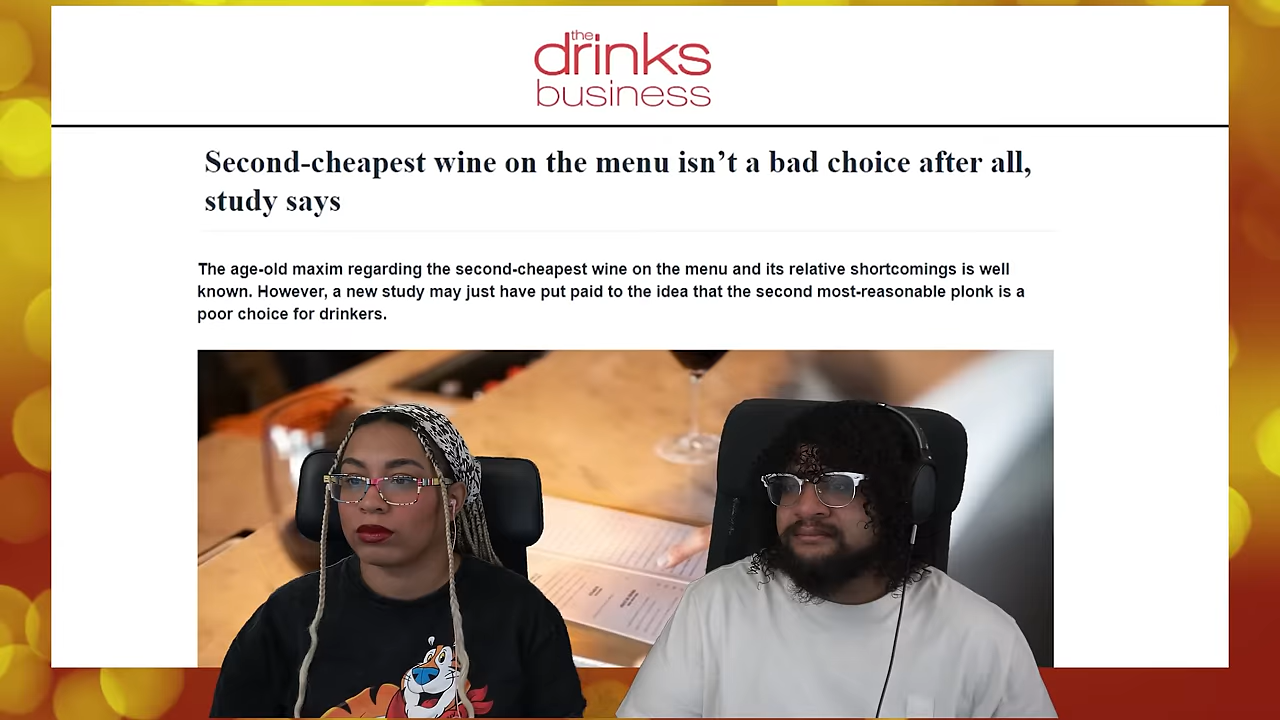 the
drinks
business
Second-cheapest wine on the menu isn’t a bad choice after all,
study says
The age-old maxim regarding the second-cheapest wine on the menu and its relative shortcomings is well
known. However, a new study may just have put paid to the idea that the second most-reasonable plonk is a
poor choice for drinkers.